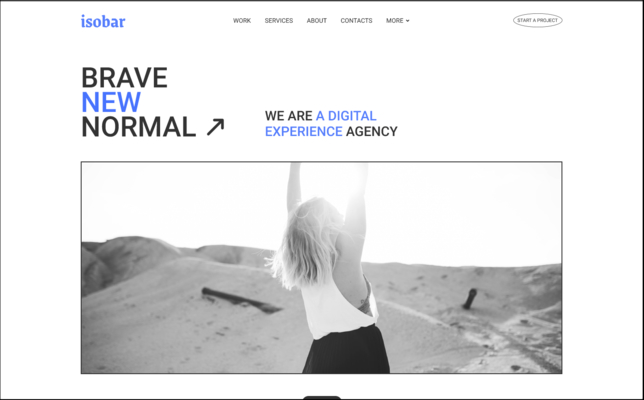 isobar
WORK SERVICES ABOUT CONTACTS MORE
START A PROJECT
BRAVE
NEW
NORMAL ↗
WE ARE A DIGITAL
EXPERIENCE AGENCY